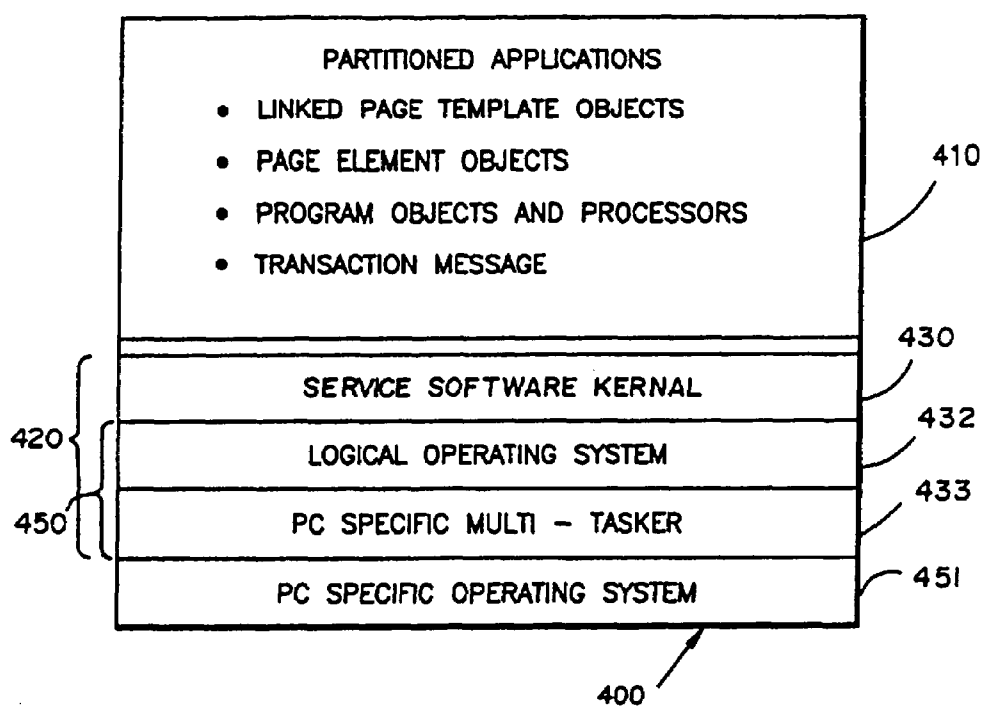 PARTITIONED APPLICATIONS
• LINKED PAGE TEMPLATE OBJECTS
• PAGE ELEMENT OBJECTS
• PROGRAM OBJECTS AND PROCESSORS
• TRANSACTION MESSAGE
410
430
SERVICE SOFTWARE KERNAL
420
432
LOGICAL OPERATING SYSTEM
450
433
PC SPECIFIC MULTI - TASKER
451
PC SPECIFIC OPERATING SYSTEM
400